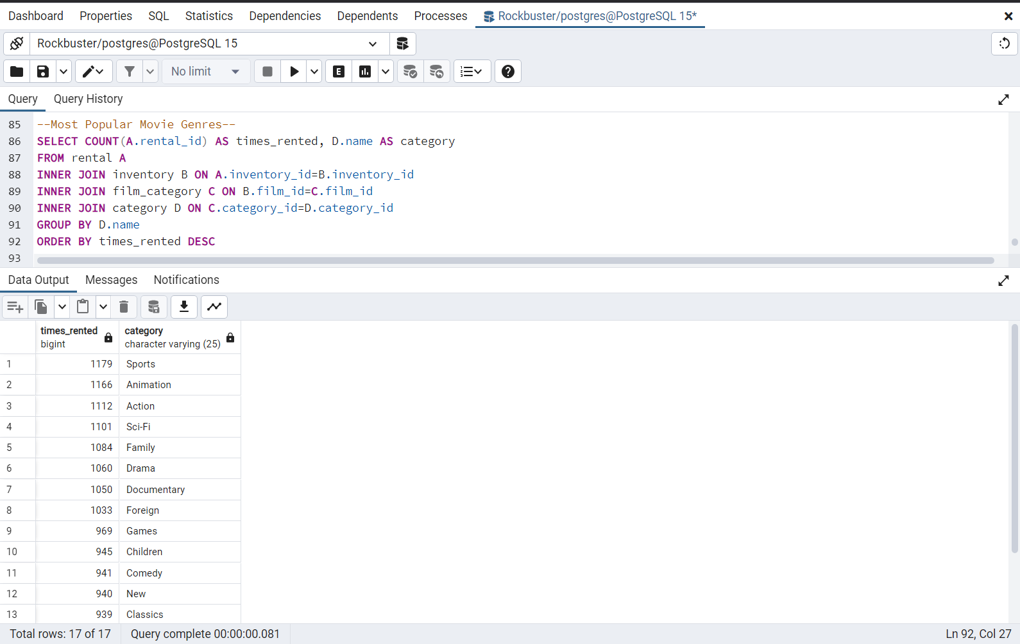 Dashboard Properties SQL Statistics Dependencies Dependents Processes Rockbuster/postgres@PostgreSQL 15*
Rockbuster/postgres@PostgreSQL 15
No limit E
Query Query History
85 --Most Popular Movie Genres--
86 SELECT COUNT(A.rental_id) AS times_rented, D.name AS category
87 FROM rental A
88 INNER JOIN inventory B ON A.inventory_id=B.inventory_id
89 INNER JOIN film_category C ON B.film_id=C.film_id
90 INNER JOIN category D ON C.category_id=D.category_id
91 GROUP BY D.name
92 ORDER BY times_rented DESC
93
Data Output Messages Notifications
times_rented category
bigint character varying (25)
1 1179 Sports
2 1166 Animation
3 1112 Action
4 1101 Sci-Fi
5 1084 Family
6 1060 Drama
7 1050 Documentary
8 1033 Foreign
9 969 Games
10 945 Children
11 941 Comedy
12 940 New
13 939 Classics
Total rows: 17 of 17 Query complete 00:00:00.081 Ln 92, Col 27